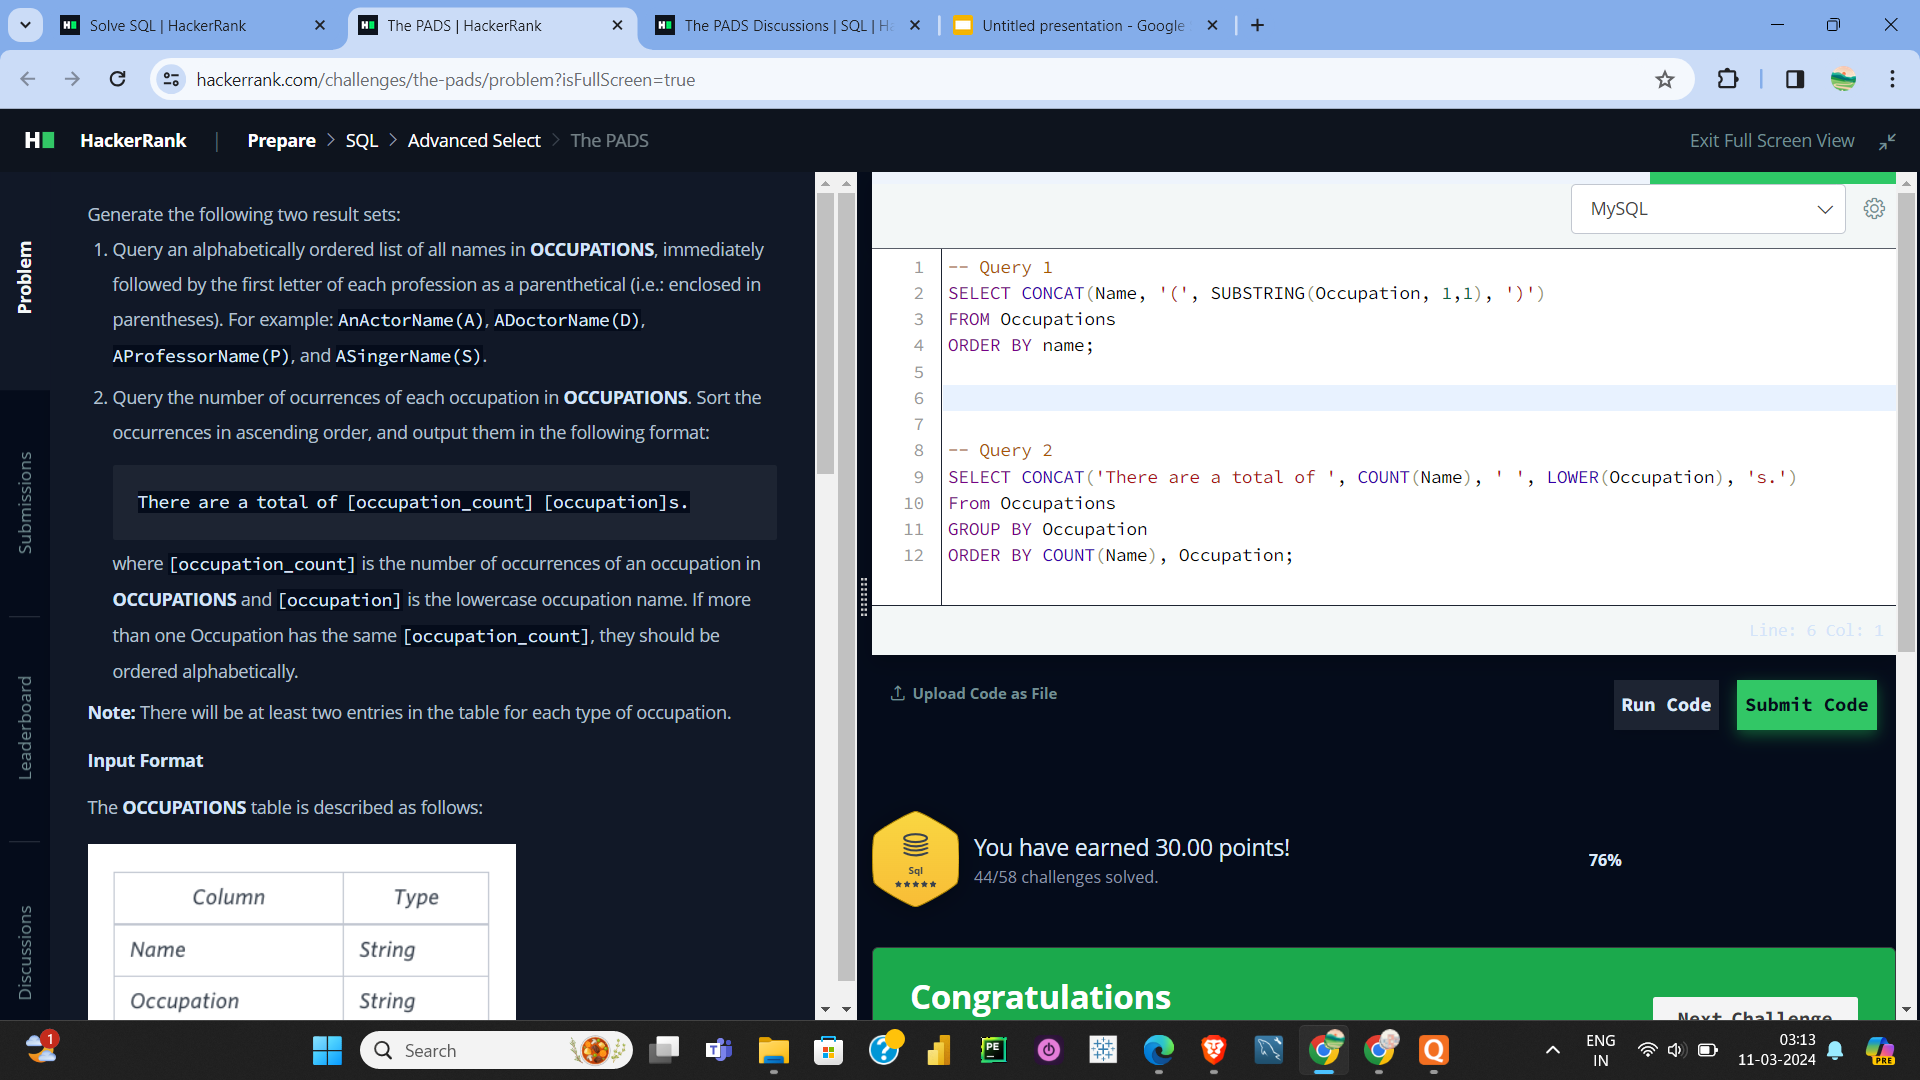 Solve SQL | HackerRank
The PADS | HackerRank
The PADS Discussions | SQL | Ha
Untitled presentation - Google
hackerrank.com/challenges/the-pads/problem?isFullScreen=true
HackerRank | Prepare > SQL > Advanced Select > The PADS
Exit Full Screen View
Problem
Submissions
Leaderboard
Discussions
Generate the following two result sets:
1. Query an alphabetically ordered list of all names in OCCUPATIONS, immediately
followed by the first letter of each profession as a parenthetical (i.e.: enclosed in
parentheses). For example: AnActorName(A), ADoctorName(D),
AProfessorName(P), and ASingerName(S).
2. Query the number of ocurrences of each occupation in OCCUPATIONS. Sort the
occurrences in ascending order, and output them in the following format:
There are a total of [occupation_count] [occupation]s.
where [occupation_count] is the number of occurrences of an occupation in
OCCUPATIONS and [occupation] is the lowercase occupation name. If more
than one Occupation has the same [occupation_count], they should be
ordered alphabetically.
Note: There will be at least two entries in the table for each type of occupation.
Input Format
The OCCUPATIONS table is described as follows:
Column Type
Name String
Occupation String
MySQL
1 -- Query 1
2 SELECT CONCAT(Name, '(', SUBSTRING(Occupation, 1,1), ')')
3 FROM Occupations
4 ORDER BY name;
5
6
7
8 -- Query 2
9 SELECT CONCAT('There are a total of ', COUNT(Name), ' ', LOWER(Occupation), 's.')
10 From Occupations
11 GROUP BY Occupation
12 ORDER BY COUNT(Name), Occupation;
Line: 6 Col: 1
Upload Code as File
Run Code
Submit Code
Sql
You have earned 30.00 points!
44/58 challenges solved.
76%
Congratulations
Next Challenge
1
Search
PE
ENG
IN
03:13
11-03-2024
PRE